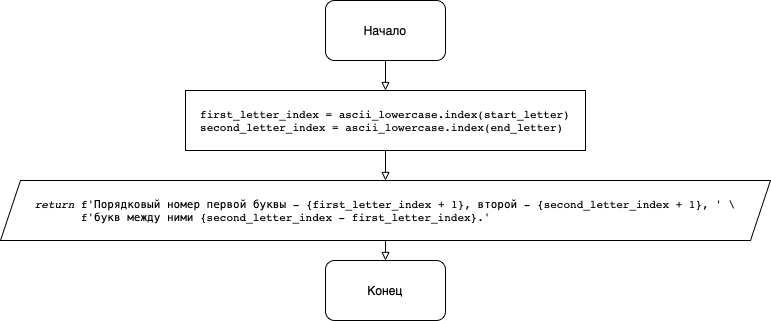 Начало
first_letter_index = ascii_lowercase.index(start_letter)
second_letter_index = ascii_lowercase.index(end_letter)
return f'Порядковый номер первой буквы - {first_letter_index + 1}, второй - {second_letter_index + 1}, ' \
f'букв между ними {second_letter_index - first_letter_index}.'
Конец